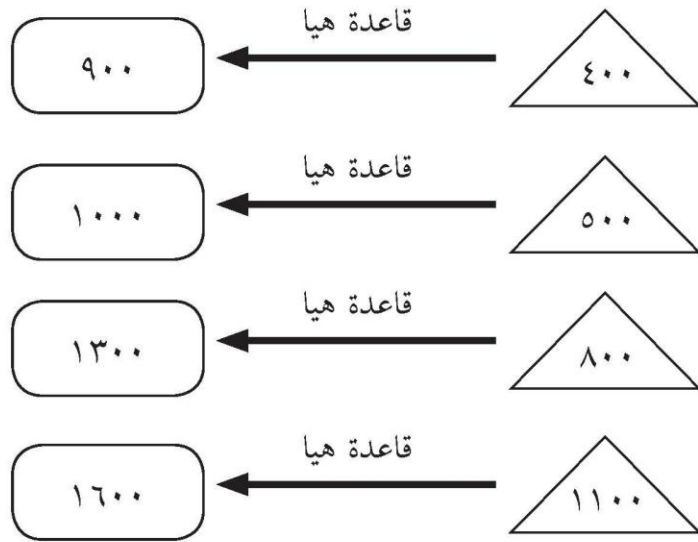 ٤٠٠ قاعدة هيا ٩٠٠
٥٠٠ قاعدة هيا ١٠٠٠
٨٠٠ قاعدة هيا ١٣٠٠
١١٠٠ قاعدة هيا ١٦٠٠